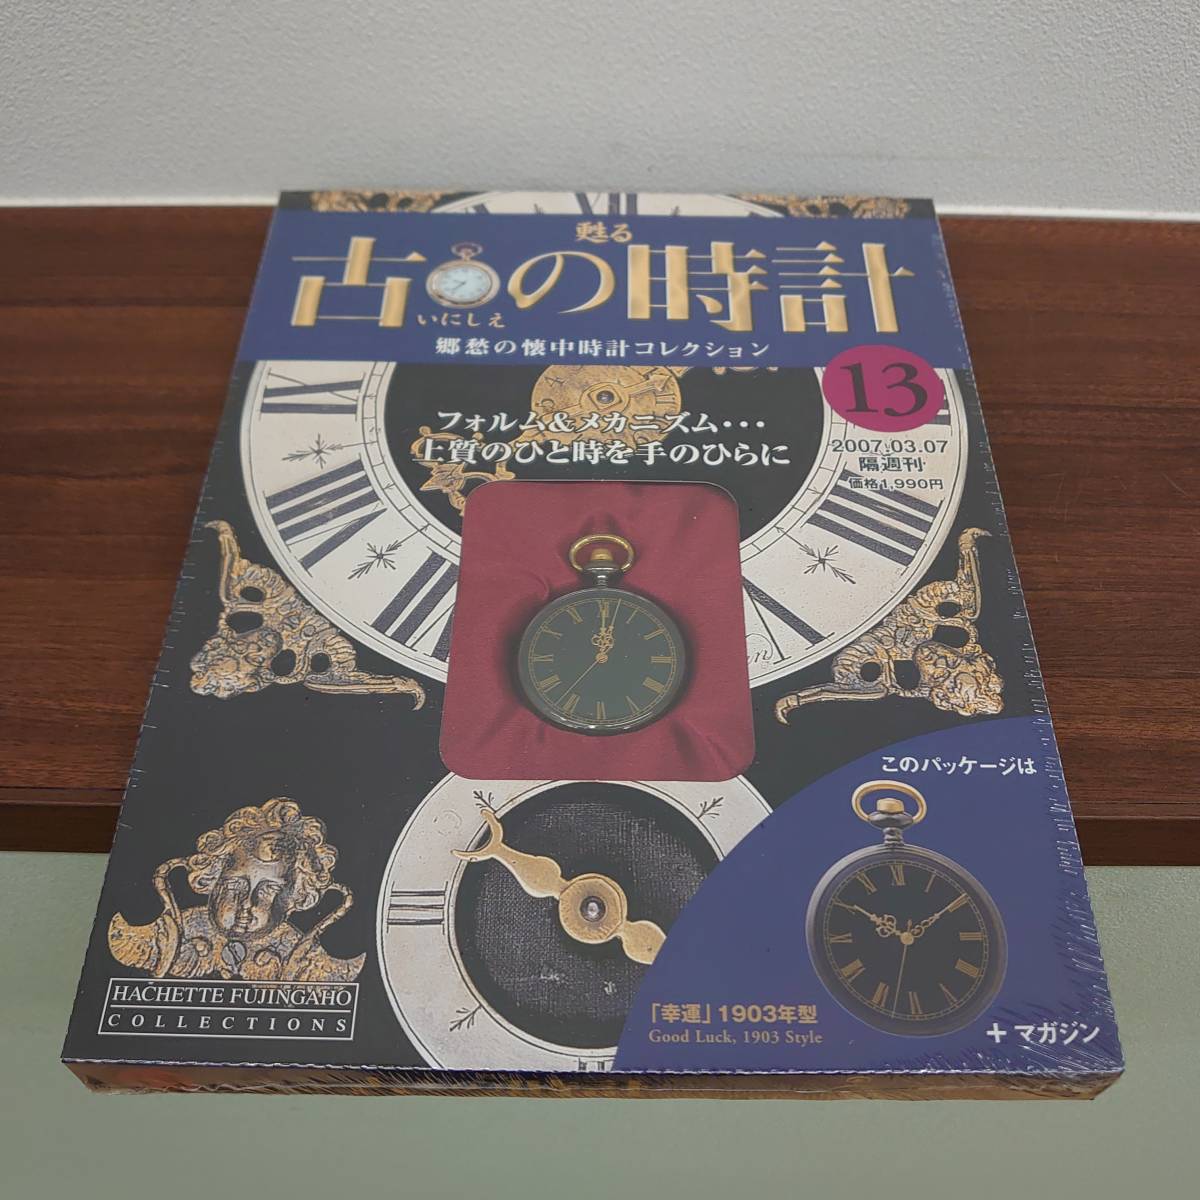 甦る
古の時計
いにしえ
郷愁の懐中時計コレクション
13
2007.03.07
隔週刊
価格1,990円
フォルム&メカニズム・・・
上質のひと時を手のひらに
このパッケージは
「幸運」1903年型
Good Luck, 1903 Style
+ マガジン
HACHETTE FUJINGAHO
COLLECTIONS